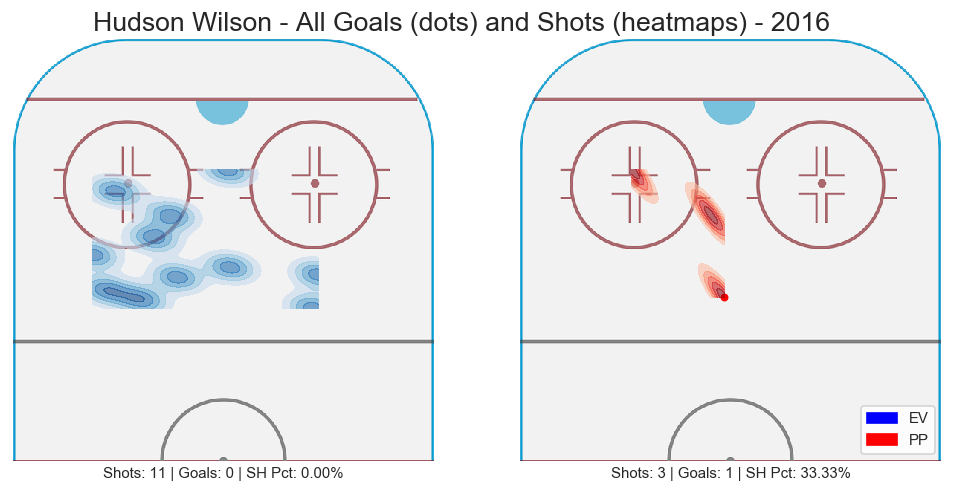 Hudson Wilson - All Goals (dots) and Shots (heatmaps) - 2016
EV
PP
Shots: 11 | Goals: 0 | SH Pct: 0.00%
Shots: 3 | Goals: 1 | SH Pct: 33.33%